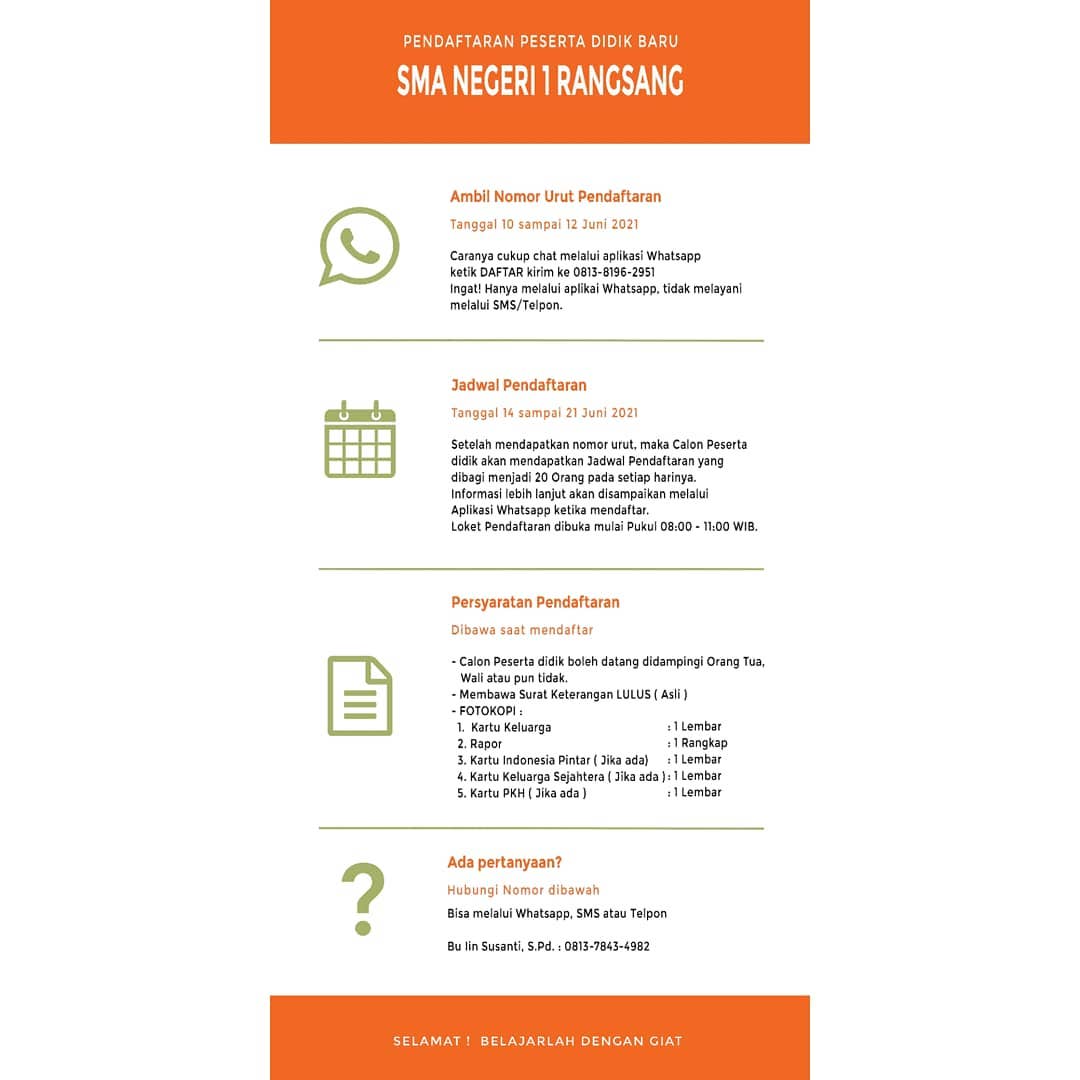 PENDAFTARAN PESERTA DIDIK BARU
SMA NEGERI 1 RANGSANG
Ambil Nomor Urut Pendaftaran
Tanggal 10 sampai 12 Juni 2021
Caranya cukup chat melalui aplikasi Whatsapp
ketik DAFTAR kirim ke 0813-8196-2951
Ingat! Hanya melalui aplikai Whatsapp, tidak melayani
melalui SMS/Telpon.
Jadwal Pendaftaran
Tanggal 14 sampai 21 Juni 2021
Setelah mendapatkan nomor urut, maka Calon Peserta
didik akan mendapatkan Jadwal Pendaftaran yang
dibagi menjadi 20 Orang pada setiap harinya.
Informasi lebih lanjut akan disampaikan melalui
Aplikasi Whatsapp ketika mendaftar.
Loket Pendaftaran dibuka mulai Pukul 08:00 - 11:00 WIB.
Persyaratan Pendaftaran
Dibawa saat mendaftar
- Calon Peserta didik boleh datang didampingi Orang Tua,
Wali atau pun tidak.
- Membawa Surat Keterangan LULUS ( Asli )
- FOTOKOPI :
1. Kartu Keluarga : 1 Lembar
2. Rapor : 1 Rangkap
3. Kartu Indonesia Pintar ( Jika ada) : 1 Lembar
4. Kartu Keluarga Sejahtera ( Jika ada ) : 1 Lembar
5. Kartu PKH ( Jika ada ) : 1 Lembar
Ada pertanyaan?
Hubungi Nomor dibawah
Bisa melalui Whatsapp, SMS atau Telpon
Bu Iin Susanti, S.Pd. : 0813-7843-4982
SELAMAT ! BELAJARLAH DENGAN GIAT